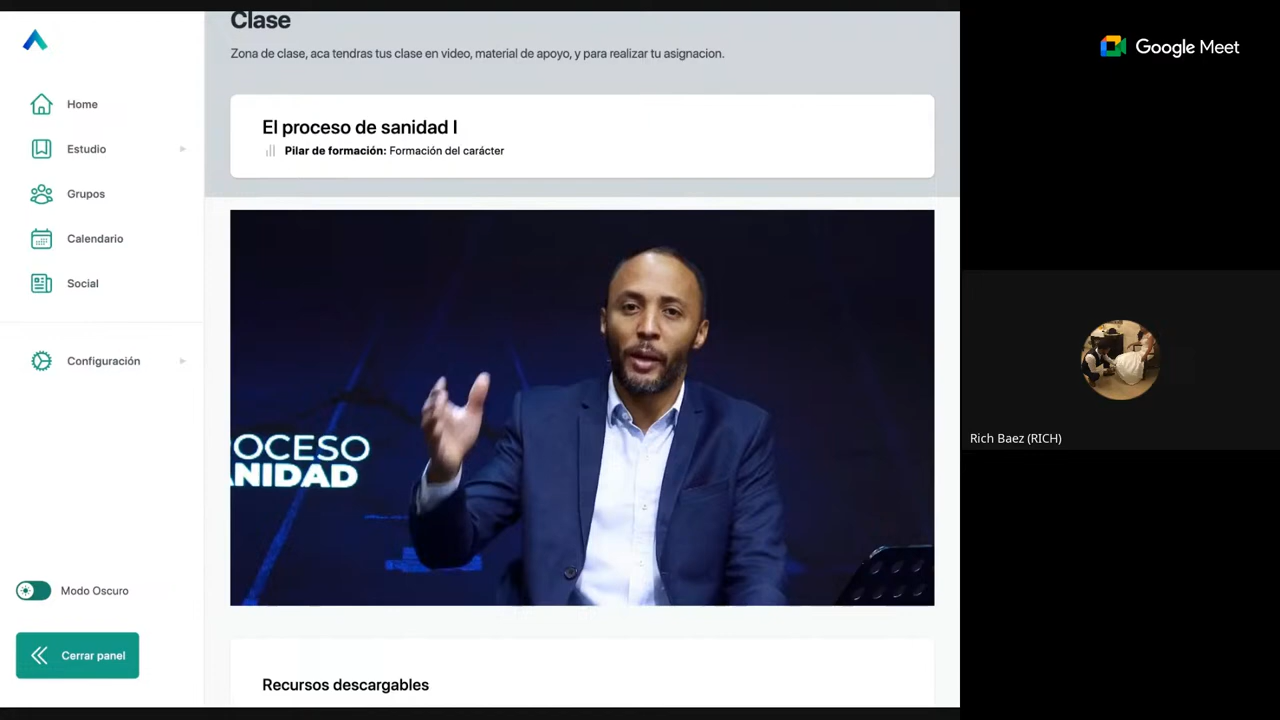 Clase
Zona de clase, aca tendras tus clase en video, material de apoyo, y para realizar tu asignacion.
El proceso de sanidad I
Pilar de formación: Formación del carácter
Home
Estudio
Grupos
Calendario
Social
Configuración
Modo Oscuro
Cerrar panel
ROCESO
ANIDAD
Recursos descargables
Google Meet
Rich Baez (RICH)